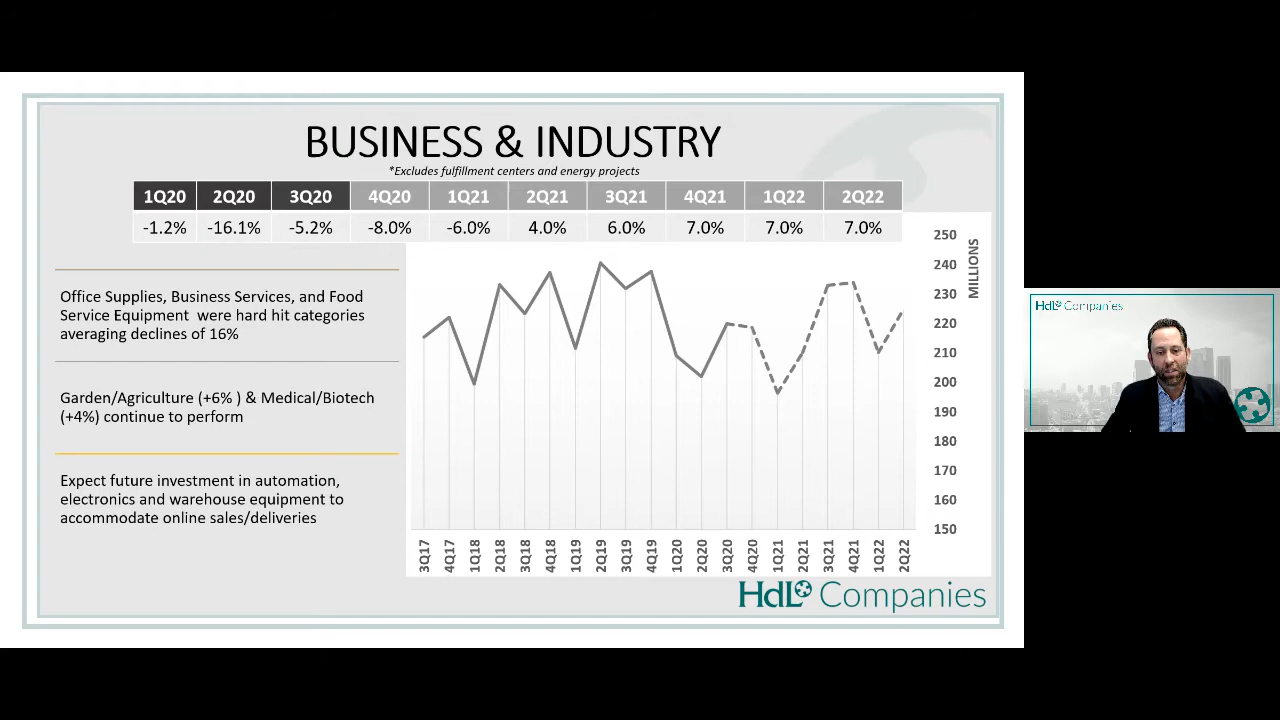 BUSINESS & INDUSTRY
*Excludes fulfillment centers and energy projects
1Q20 2Q20 3Q20 4Q20 1Q21 2Q21 3Q21 4Q21 1Q22 2Q22
-1.2% -16.1% -5.2% -8.0% -6.0% 4.0% 6.0% 7.0% 7.0% 7.0%
Office Supplies, Business Services, and Food
Service Equipment were hard hit categories
averaging declines of 16%
Garden/Agriculture (+6% ) & Medical/Biotech
(+4%) continue to perform
Expect future investment in automation,
electronics and warehouse equipment to
accommodate online sales/deliveries
250
240
230
220
210
200
190
180
170
160
150
MILLIONS
3Q17 4Q17 1Q18 2Q18 3Q18 4Q18 1Q19 2Q19 3Q19 4Q19 1Q20 2Q20 3Q20 4Q20 1Q21 2Q21 3Q21 4Q21 1Q22 2Q22
HdL Companies
HdL Companies